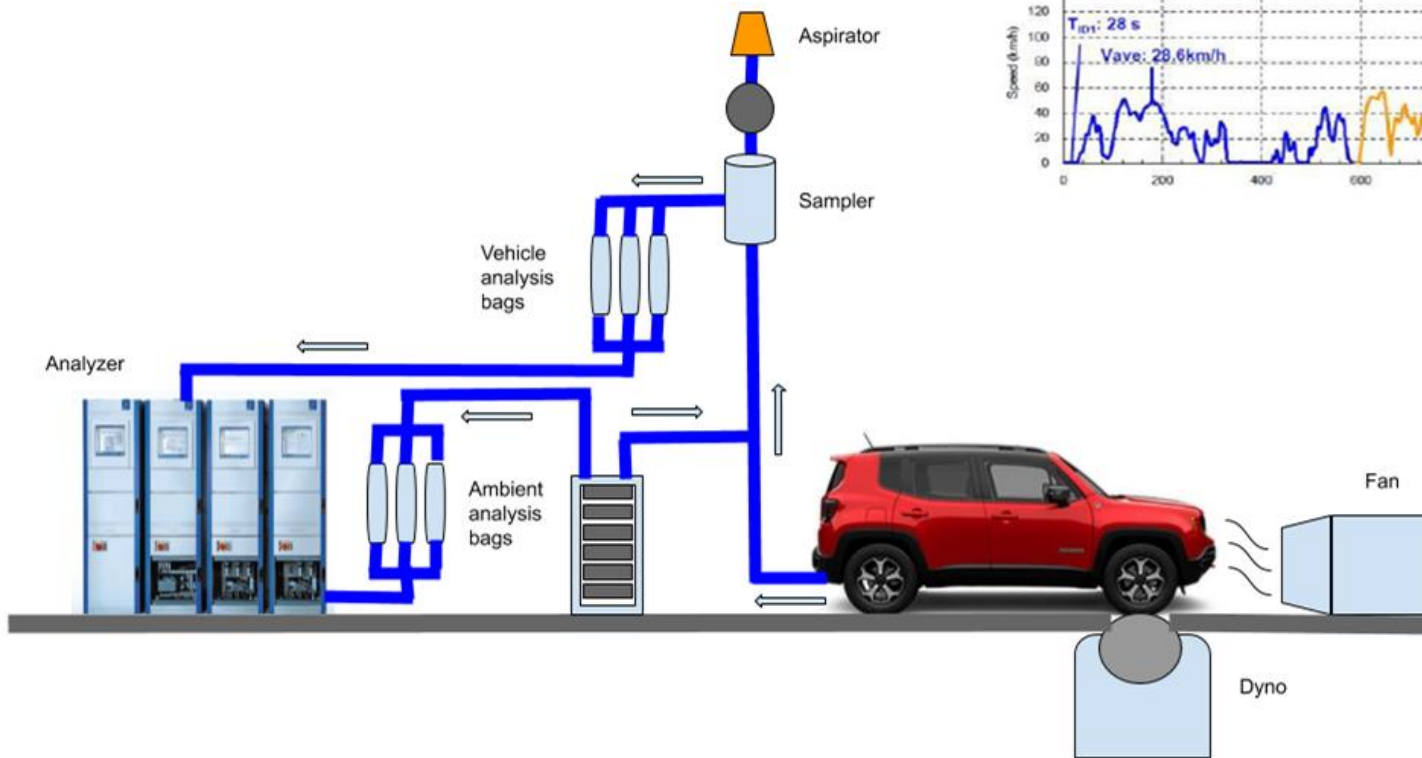 Aspirator
120
T_ID1: 28 s
100
Vave: 28.6km/h
80
60
40
20
0
Speed (km/h)
0 200 400 600
Sampler
Vehicle
analysis
bags
Analyzer
Ambient
analysis
bags
Fan
Dyno